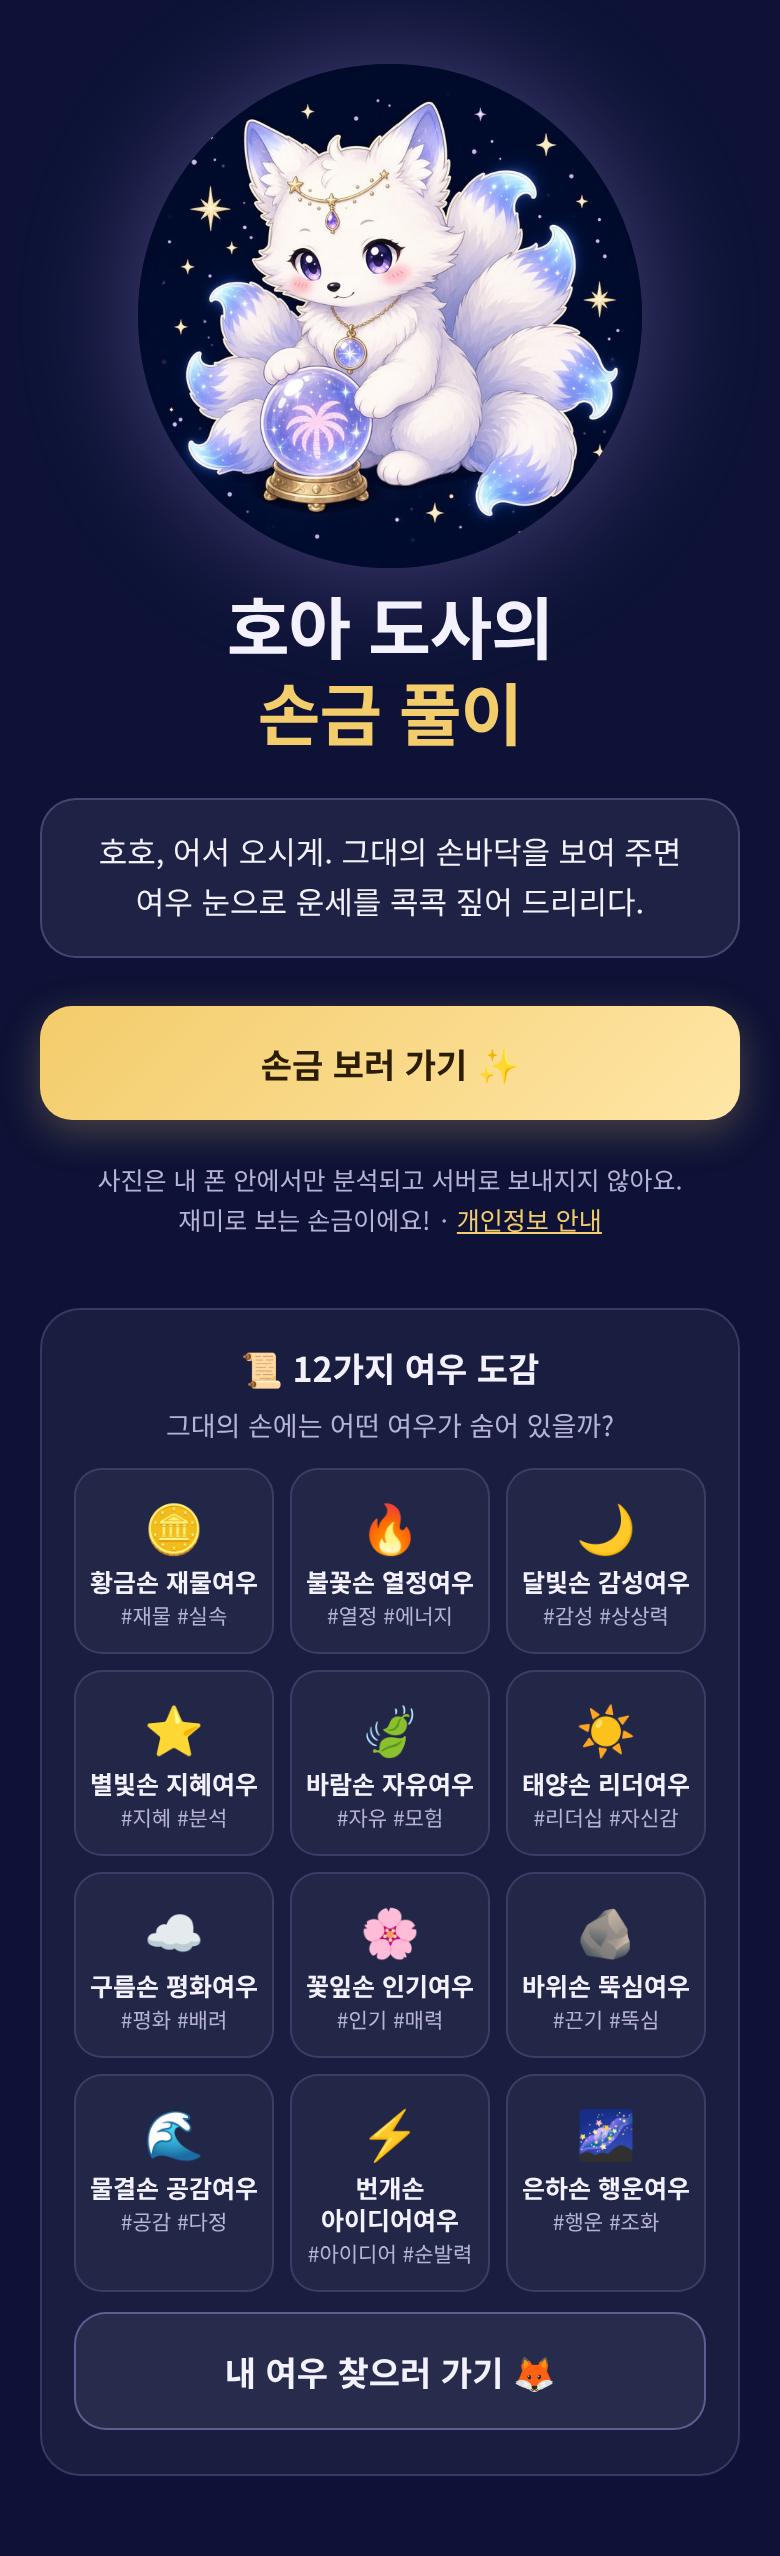 호아 도사의
손금 풀이
호호, 어서 오시게. 그대의 손바닥을 보여 주면
여우 눈으로 운세를 콕콕 짚어 드리리다.
손금 보러 가기 ✨
사진은 내 폰 안에서만 분석되고 서버로 보내지지 않아요.
재미로 보는 손금이에요! · 개인정보 안내
📜 12가지 여우 도감
그대의 손에는 어떤 여우가 숨어 있을까?
황금손 재물여우
#재물 #실속
불꽃손 열정여우
#열정 #에너지
달빛손 감성여우
#감성 #상상력
별빛손 지혜여우
#지혜 #분석
바람손 자유여우
#자유 #모험
태양손 리더여우
#리더십 #자신감
구름손 평화여우
#평화 #배려
꽃잎손 인기여우
#인기 #매력
바위손 뚝심여우
#끈기 #뚝심
물결손 공감여우
#공감 #다정
번개손
아이디어여우
#아이디어 #순발력
은하손 행운여우
#행운 #조화
내 여우 찾으러 가기 🦊